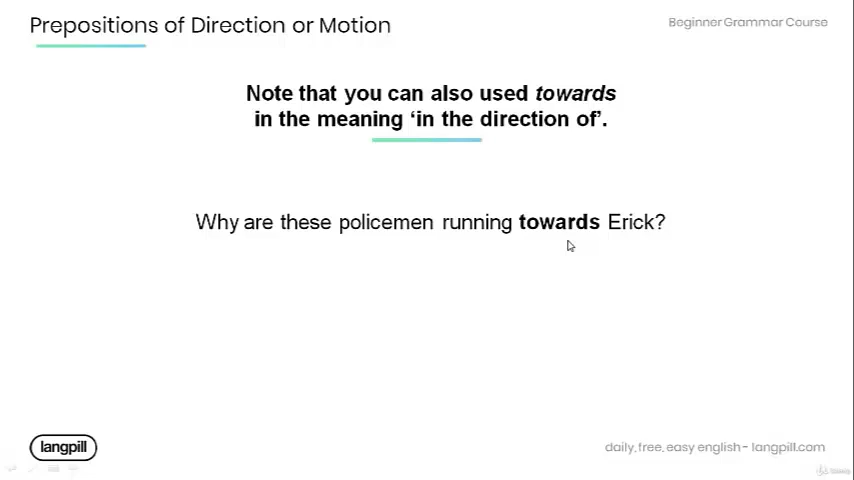 Prepositions of Direction or Motion
Beginner Grammar Course
Note that you can also used towards
in the meaning ‘in the direction of’.
Why are these policemen running towards Erick?
langpill
daily, free, easy english - langpill.com
Udemy